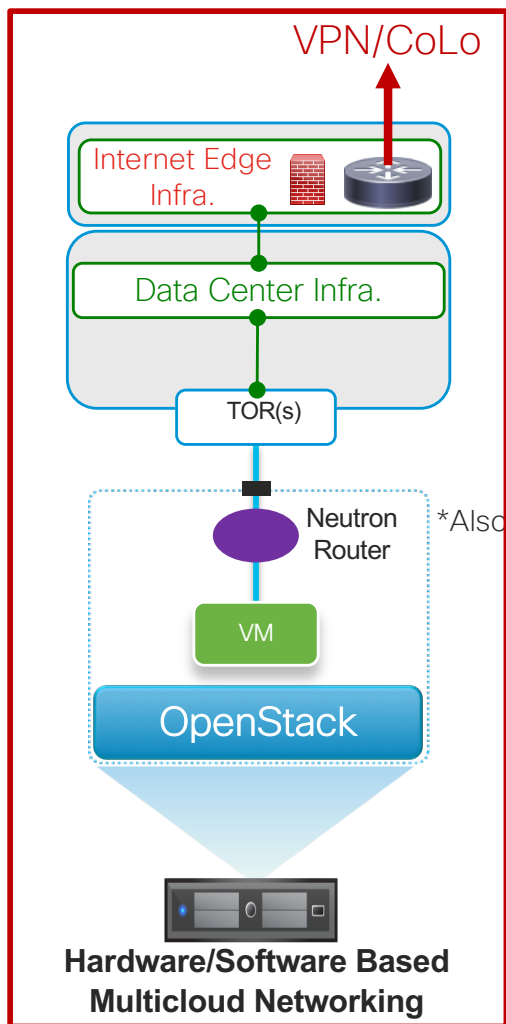 VPN/CoLo
Internet Edge
Infra.
Data Center Infra.
TOR(s)
Neutron
Router
*Also
VM
OpenStack
Hardware/Software Based
Multicloud Networking